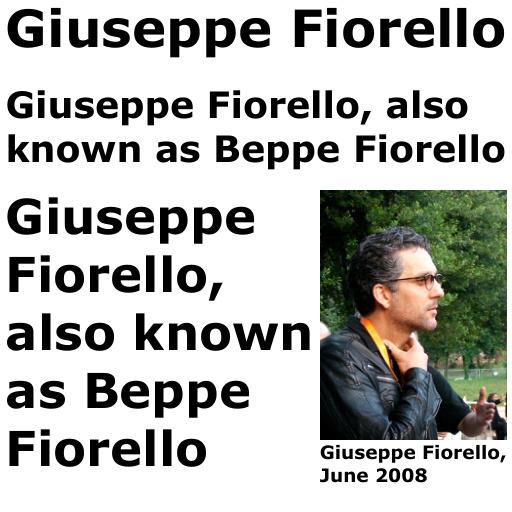 Giuseppe Fiorello
Giuseppe Fiorello, also
known as Beppe Fiorello
Giuseppe
Fiorello,
also known
as Beppe
Fiorello
Giuseppe Fiorello,
June 2008